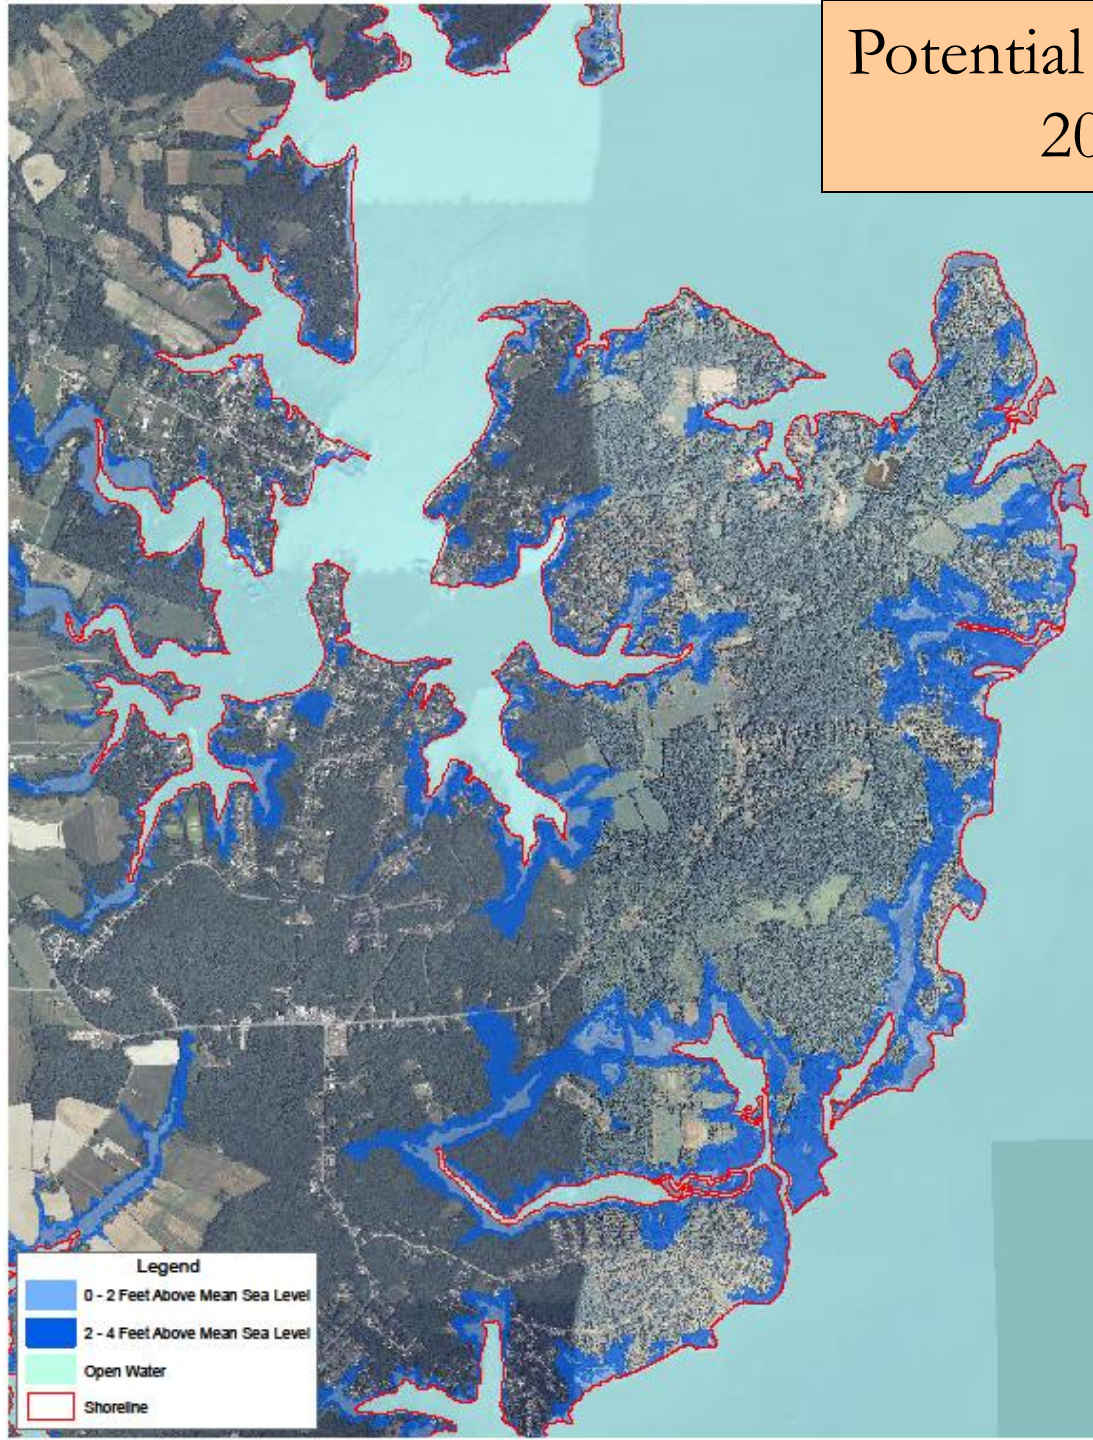 Potential
20
Legend
0 - 2 Feet Above Mean Sea Level
2 - 4 Feet Above Mean Sea Level
Open Water
Shoreline